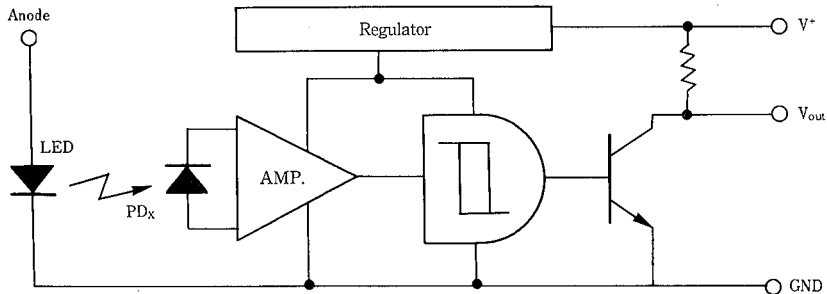 Anode
Regulator
V+
LED
Vout
AMP.
PDX
GND